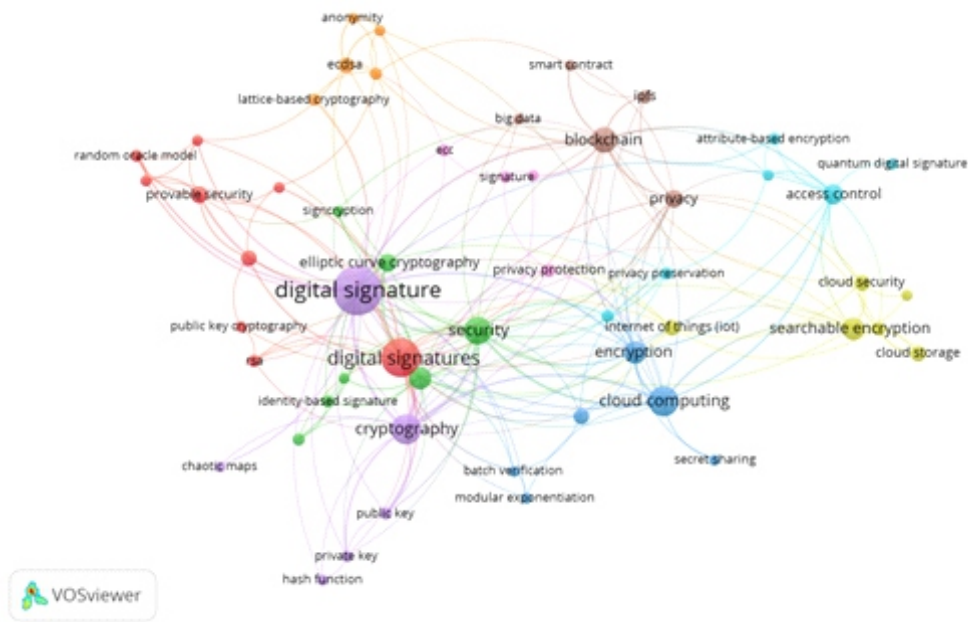 anonymity
ecdsa
smart contract
lattice-based cryptography
ipfs
big data
blockchain
attribute-based encryption
ecc
random oracle model
quantum digital signature
signature
provable security
access control
privacy
signcryption
elliptic curve cryptography
privacy protection
privacy preservation
cloud security
digital signature
public key cryptography
security
internet of things (iot)
searchable encryption
encryption
cloud storage
rsa
digital signatures
identity-based signature
cloud computing
cryptography
chaotic maps
batch verification
secret sharing
modular exponentiation
public key
private key
hash function
VOSviewer